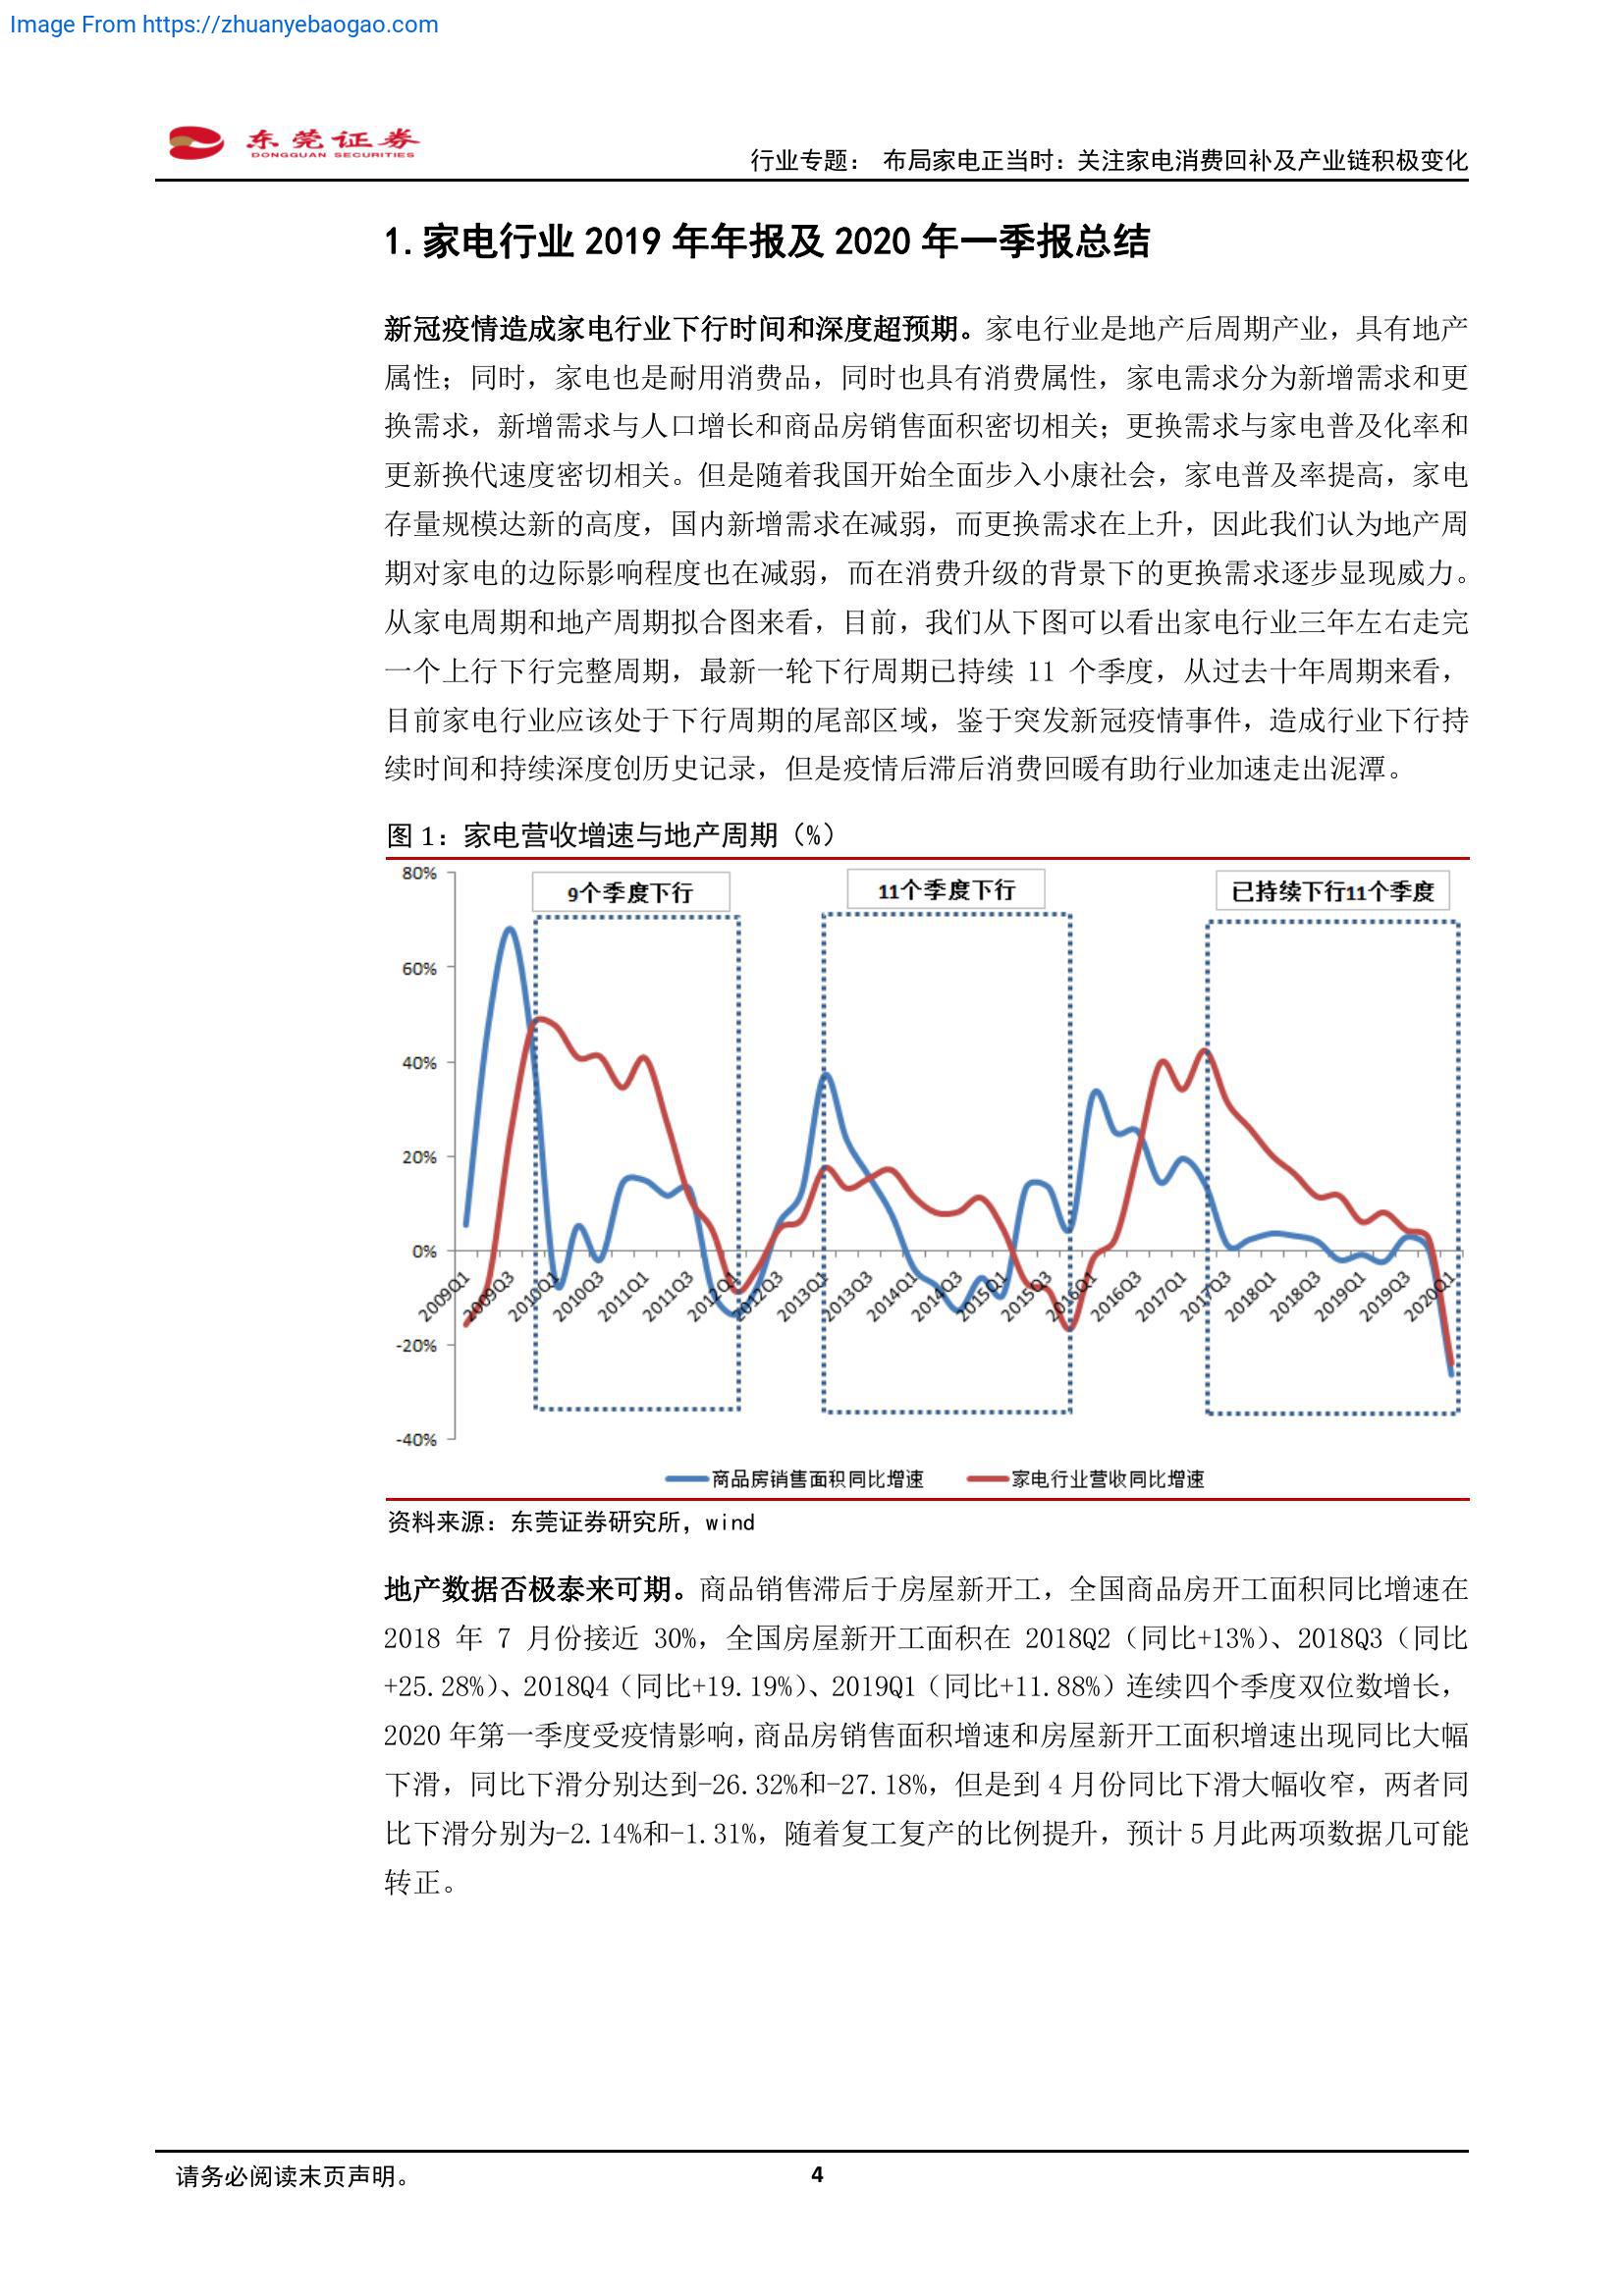 Image From https://zhuanyebaogao.com
东莞证券
DONGGUAN SECURITIES
行业专题： 布局家电正当时：关注家电消费回补及产业链积极变化
1.家电行业 2019 年年报及 2020 年一季报总结
新冠疫情造成家电行业下行时间和深度超预期。家电行业是地产后周期产业，具有地产
属性；同时，家电也是耐用消费品，同时也具有消费属性，家电需求分为新增需求和更
换需求，新增需求与人口增长和商品房销售面积密切相关；更换需求与家电普及化率和
更新换代速度密切相关。但是随着我国开始全面步入小康社会，家电普及率提高，家电
存量规模达新的高度，国内新增需求在减弱，而更换需求在上升，因此我们认为地产周
期对家电的边际影响程度也在减弱，而在消费升级的背景下的更换需求逐步显现威力。
从家电周期和地产周期拟合图来看，目前，我们从下图可以看出家电行业三年左右走完
一个上行下行完整周期，最新一轮下行周期已持续 11 个季度，从过去十年周期来看，
目前家电行业应该处于下行周期的尾部区域，鉴于突发新冠疫情事件，造成行业下行持
续时间和持续深度创历史记录，但是疫情后滞后消费回暖有助行业加速走出泥潭。
图 1：家电营收增速与地产周期（%）
9个季度下行
11个季度下行
已持续下行11个季度
80%
60%
40%
20%
0%
-20%
-40%
2009Q1
2009Q3
2010Q1
2010Q3
2011Q1
2011Q3
2012Q1
2012Q3
2013Q1
2013Q3
2014Q1
2014Q3
2015Q1
2015Q3
2016Q1
2016Q3
2017Q1
2017Q3
2018Q1
2018Q3
2019Q1
2019Q3
2020Q1
商品房销售面积同比增速
家电行业营收同比增速
资料来源：东莞证券研究所，wind
地产数据否极泰来可期。商品销售滞后于房屋新开工，全国商品房开工面积同比增速在
2018 年 7 月份接近 30%，全国房屋新开工面积在 2018Q2（同比+13%）、2018Q3（同比
+25.28%）、2018Q4（同比+19.19%）、2019Q1（同比+11.88%）连续四个季度双位数增长，
2020 年第一季度受疫情影响，商品房销售面积增速和房屋新开工面积增速出现同比大幅
下滑，同比下滑分别达到-26.32%和-27.18%，但是到 4 月份同比下滑大幅收窄，两者同
比下滑分别为-2.14%和-1.31%，随着复工复产的比例提升，预计 5 月此两项数据几可能
转正。
请务必阅读末页声明。
4